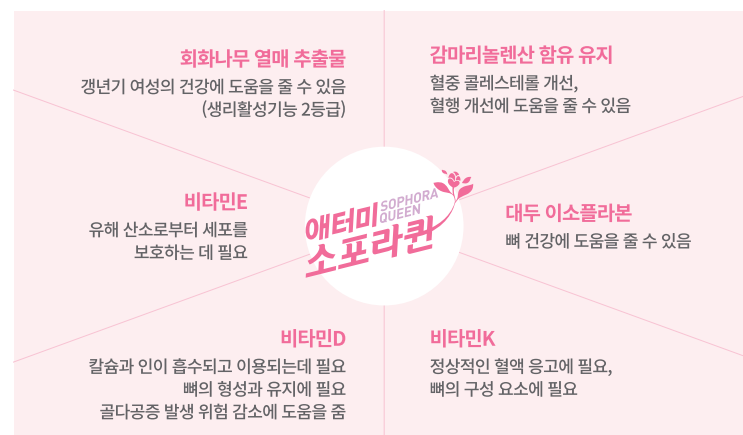 회화나무 열매 추출물
갱년기 여성의 건강에 도움을 줄 수 있음
(생리활성기능 2등급)
감마리놀렌산 함유 유지
혈중 콜레스테롤 개선,
혈행 개선에 도움을 줄 수 있음
비타민E
유해 산소로부터 세포를
보호하는 데 필요
애터미 SOPHORA
QUEEN
소포라퀸
대두 이소플라본
뼈 건강에 도움을 줄 수 있음
비타민D
칼슘과 인이 흡수되고 이용되는데 필요
뼈의 형성과 유지에 필요
골다공증 발생 위험 감소에 도움을 줌
비타민K
정상적인 혈액 응고에 필요,
뼈의 구성 요소에 필요